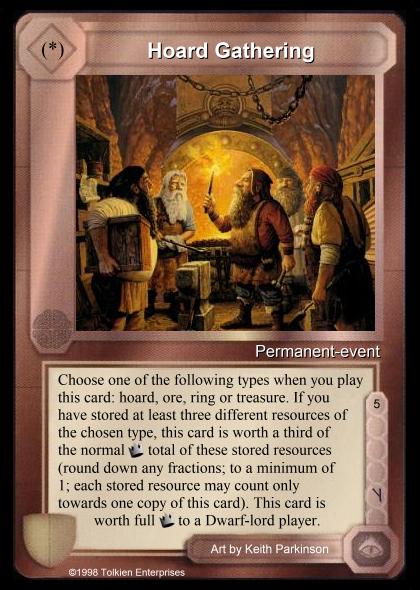 (*)
Hoard Gathering
Permanent-event
Choose one of the following types when you play
this card: hoard, ore, ring or treasure. If you
have stored at least three different resources of
the chosen type, this card is worth a third of
the normal total of these stored resources
(round down any fractions; to a minimum of
1; each stored resource may count only
towards one copy of this card). This card is
worth full to a Dwarf-lord player.
5
Art by Keith Parkinson
©1998 Tolkien Enterprises